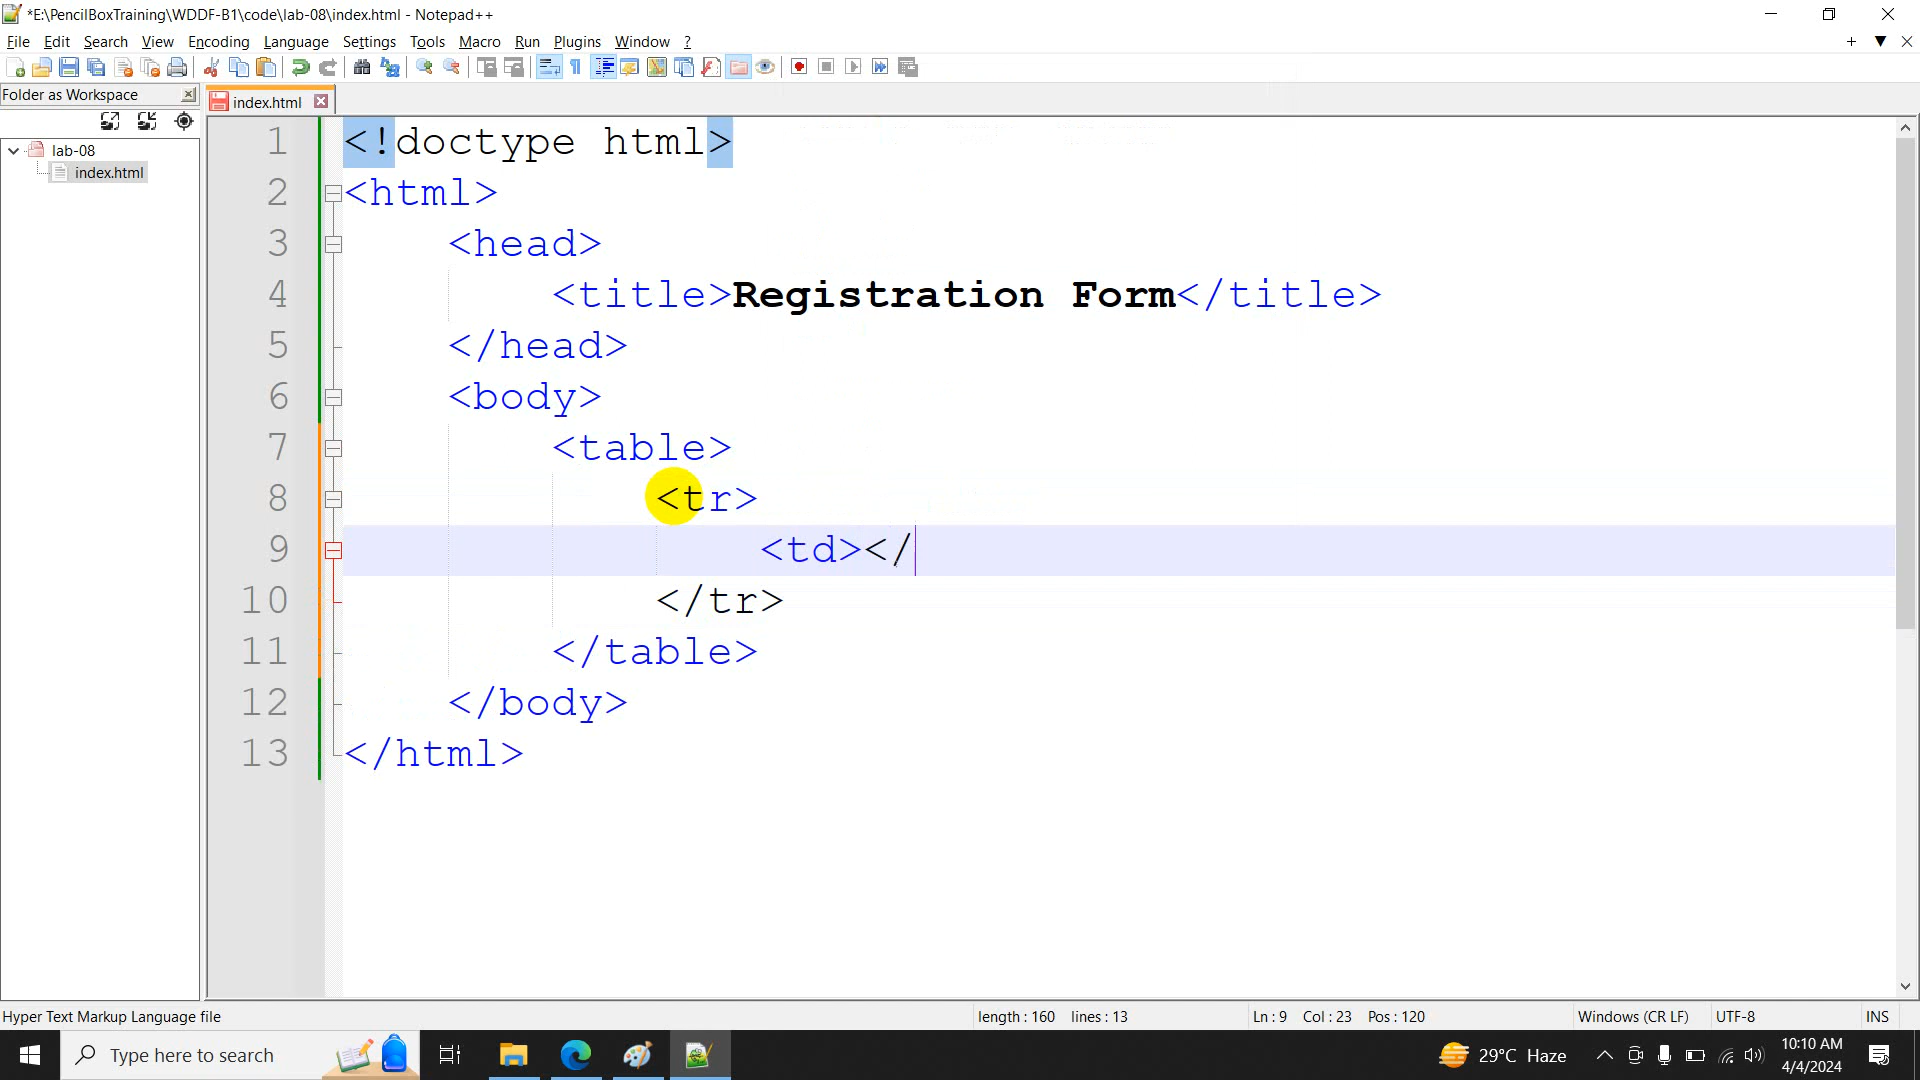 *E:\PencilBoxTraining\WDDF-B1\code\lab-08\index.html - Notepad++
File Edit Search View Encoding Language Settings Tools Macro Run Plugins Window ?
Folder as Workspace
index.html
lab-08
index.html
1 <!doctype html>
2 <html>
3 <head>
4 <title>Registration Form</title>
5 </head>
6 <body>
7 <table>
8 <tr>
9 <td></
10 </tr>
11 </table>
12 </body>
13 </html>
Hyper Text Markup Language file length : 160 lines : 13 Ln : 9 Col : 23 Pos : 120 Windows (CR LF) UTF-8 INS
Type here to search
29°C Haze
10:10 AM
4/4/2024